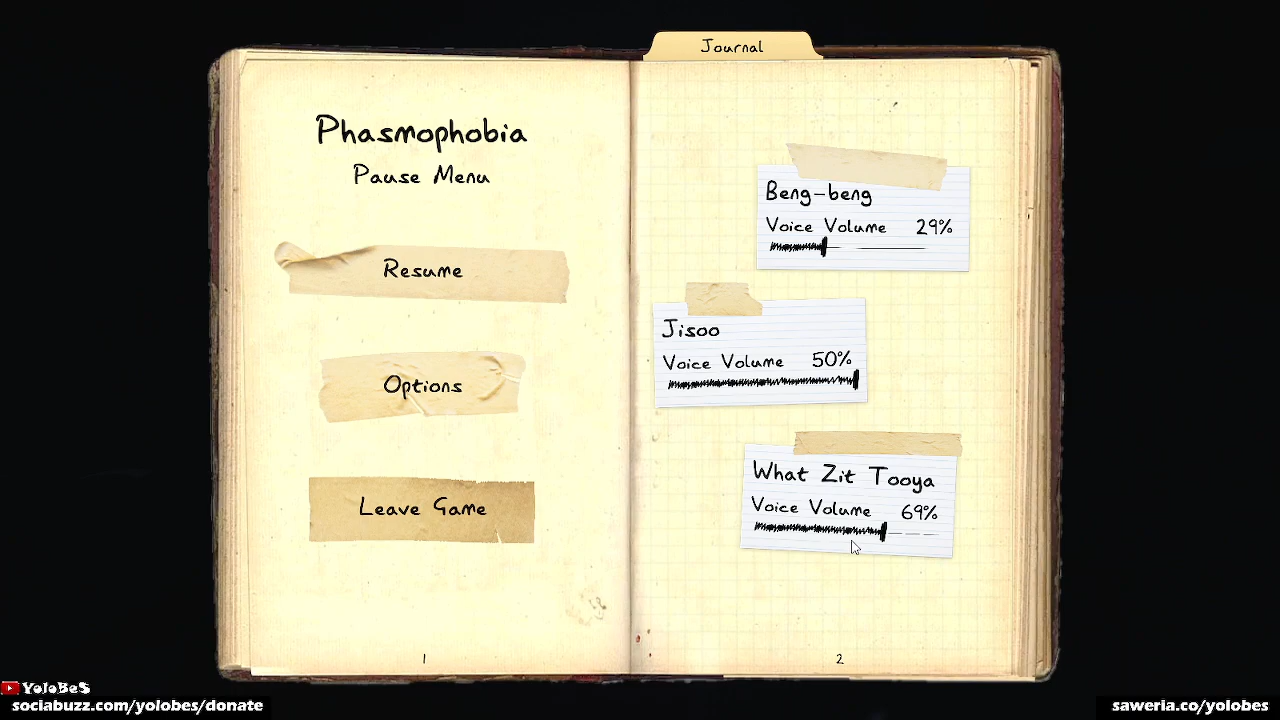 Journal
Phasmophobia
Pause Menu
Resume
Options
Leave Game
1
Beng-beng
Voice Volume 29%
Jisoo
Voice Volume 50%
What Zit Tooya
Voice Volume 69%
2
YoloBeS
sociabuzz.com/yolobes/donate
saweria.co/yolobes